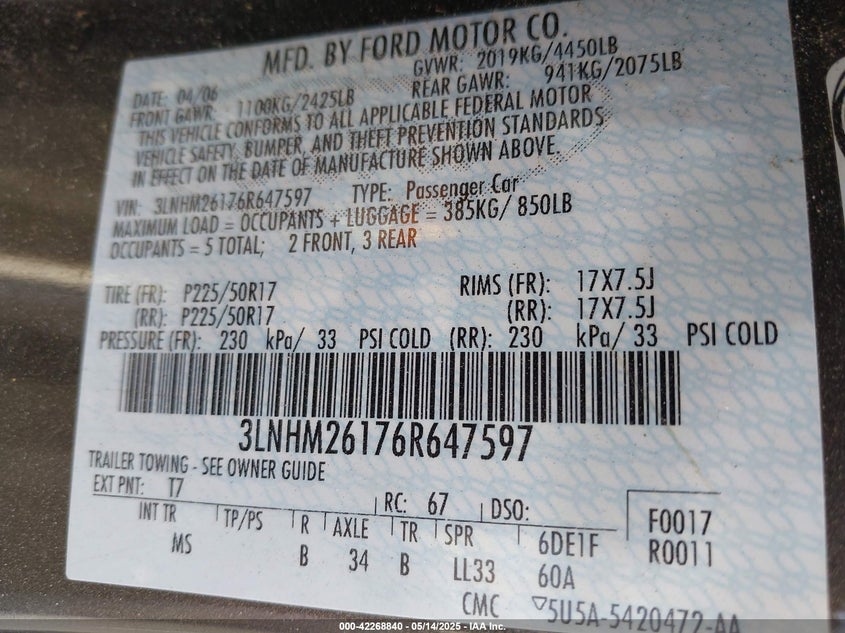 MFD. BY FORD MOTOR CO.
DATE: 04/06 GVWR: 2019KG/4450LB
FRONT GAWR: 1100KG/2425LB REAR GAWR: 941KG/2075LB
THIS VEHICLE CONFORMS TO ALL APPLICABLE FEDERAL MOTOR
VEHICLE SAFETY, BUMPER, AND THEFT PREVENTION STANDARDS
IN EFFECT ON THE DATE OF MANUFACTURE SHOWN ABOVE.
VIN: 3LNHM26176R647597 TYPE: Passenger Car
MAXIMUM LOAD = OCCUPANTS + LUGGAGE = 385KG/ 850LB
OCCUPANTS = 5 TOTAL; 2 FRONT, 3 REAR
TIRE (FR): P225/50R17 RIMS (FR): 17X7.5J
(RR): P225/50R17 (RR): 17X7.5J
PRESSURE (FR): 230 kPa/ 33 PSI COLD (RR): 230 kPa/ 33 PSI COLD
3LNHM26176R647597
TRAILER TOWING - SEE OWNER GUIDE
EXT PNT: T7 RC: 67 DSO: F0017
INT TR TP/PS R AXLE TR SPR 6DE1F R0011
MS B 34 B LL33 60A
CMC 5U5A-5420472-AA
000-42268840 - 05/14/2025 - IAA Inc.